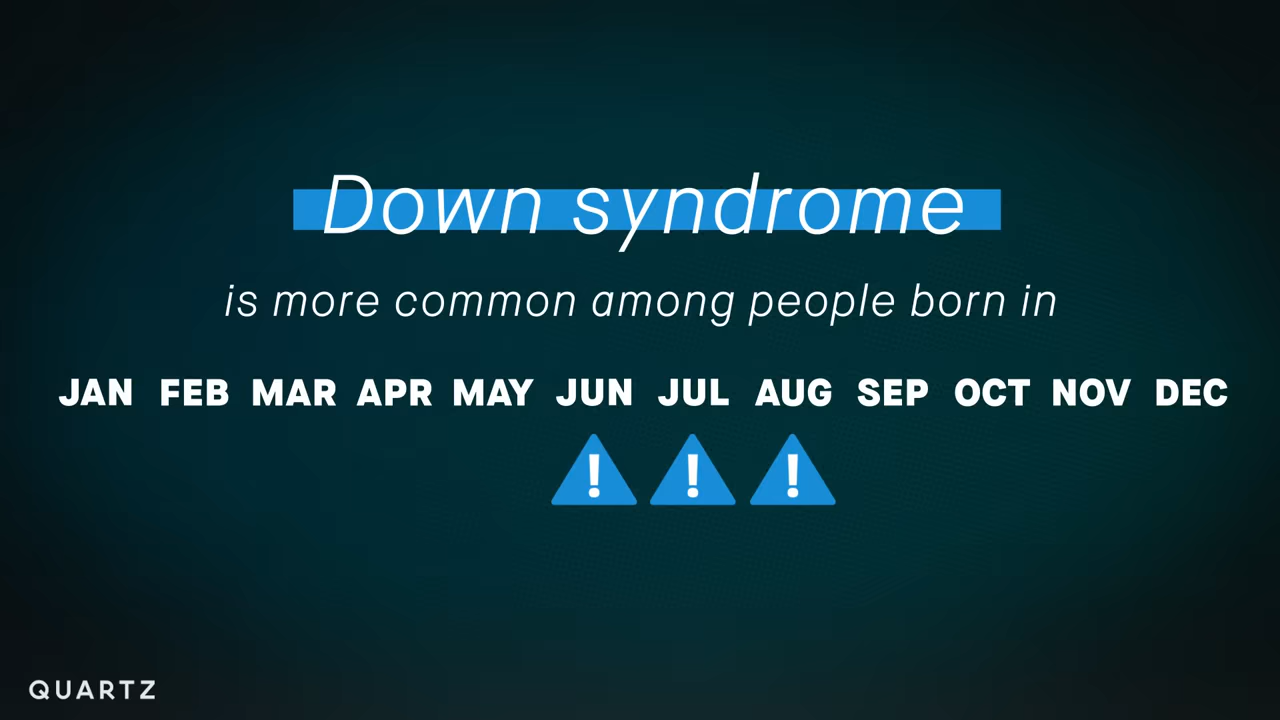 Down syndrome
is more common among people born in
JAN FEB MAR APR MAY JUN JUL AUG SEP OCT NOV DEC
! ! !
QUARTZ